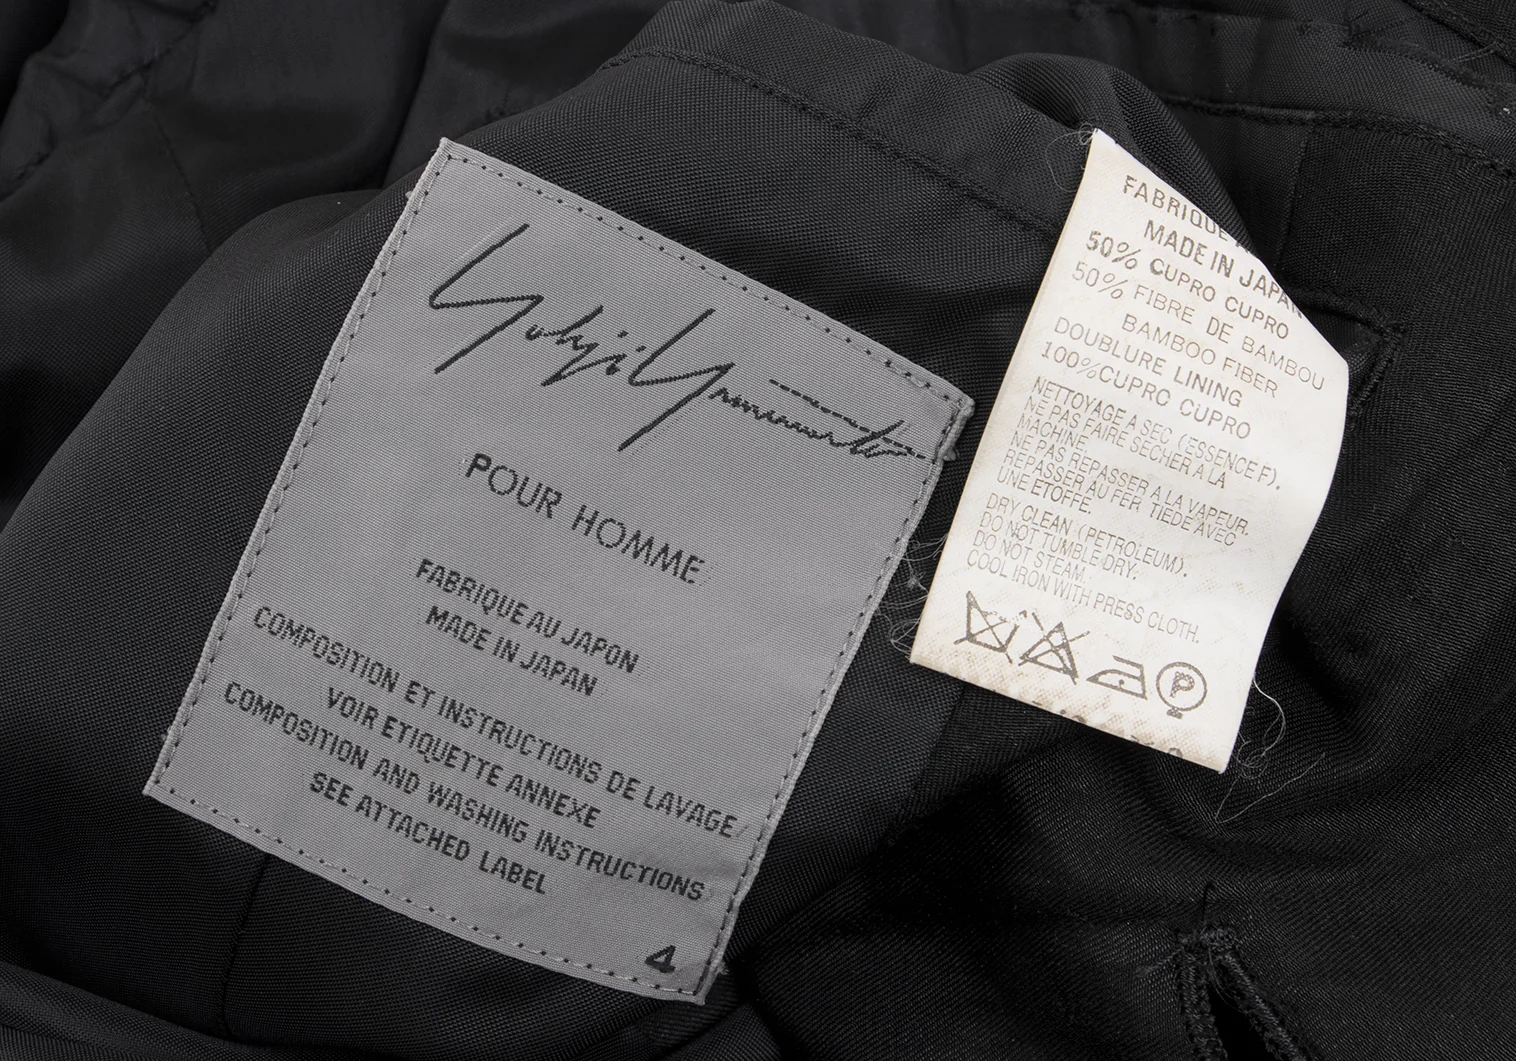 Yohji Yamamoto
POUR HOMME
FABRIQUE AU JAPON
MADE IN JAPAN
COMPOSITION ET INSTRUCTIONS DE LAVAGE/
VOIR ETIQUETTE ANNEXE
COMPOSITION AND WASHING INSTRUCTIONS
SEE ATTACHED LABEL
4
FABRIQUE
MADE IN JAPAN
50% CUPRO CUPRO
50% FIBRE DE BAMBOU
BAMBOO FIBER
DOUBLURE LINING
100%CUPRO CUPRO
NETTOYAGE A SEC (ESSENCE F).
NE PAS FAIRE SECHER A LA
MACHINE.
NE PAS REPASSER A LA VAPEUR.
REPASSER AU FER TIEDE AVEC
UNE ETOFFE.
DRY CLEAN (PETROLEUM).
DO NOT TUMBLE DRY.
DO NOT STEAM.
COOL IRON WITH PRESS CLOTH.
P